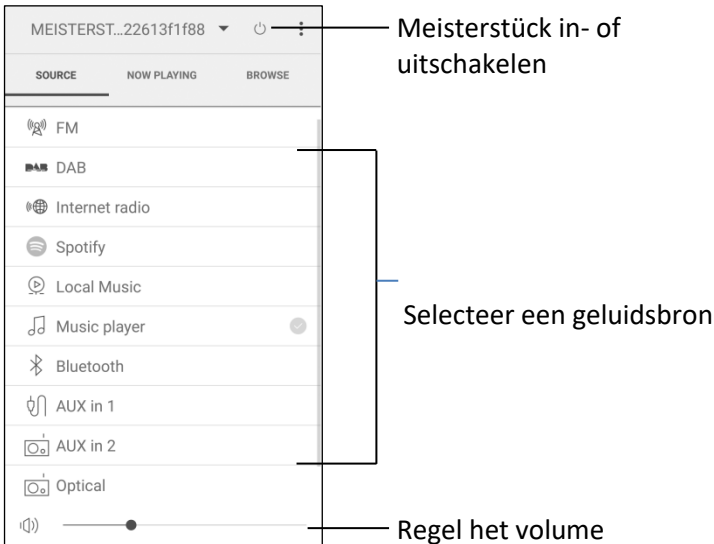 MEISTERST...22613f1f88
Meisterstück in- of
uitschakelen
SOURCE NOW PLAYING BROWSE
FM
DAB DAB
Internet radio
Spotify
Local Music
Selecteer een geluidsbron
Music player
Bluetooth
AUX in 1
AUX in 2
Optical
Regel het volume